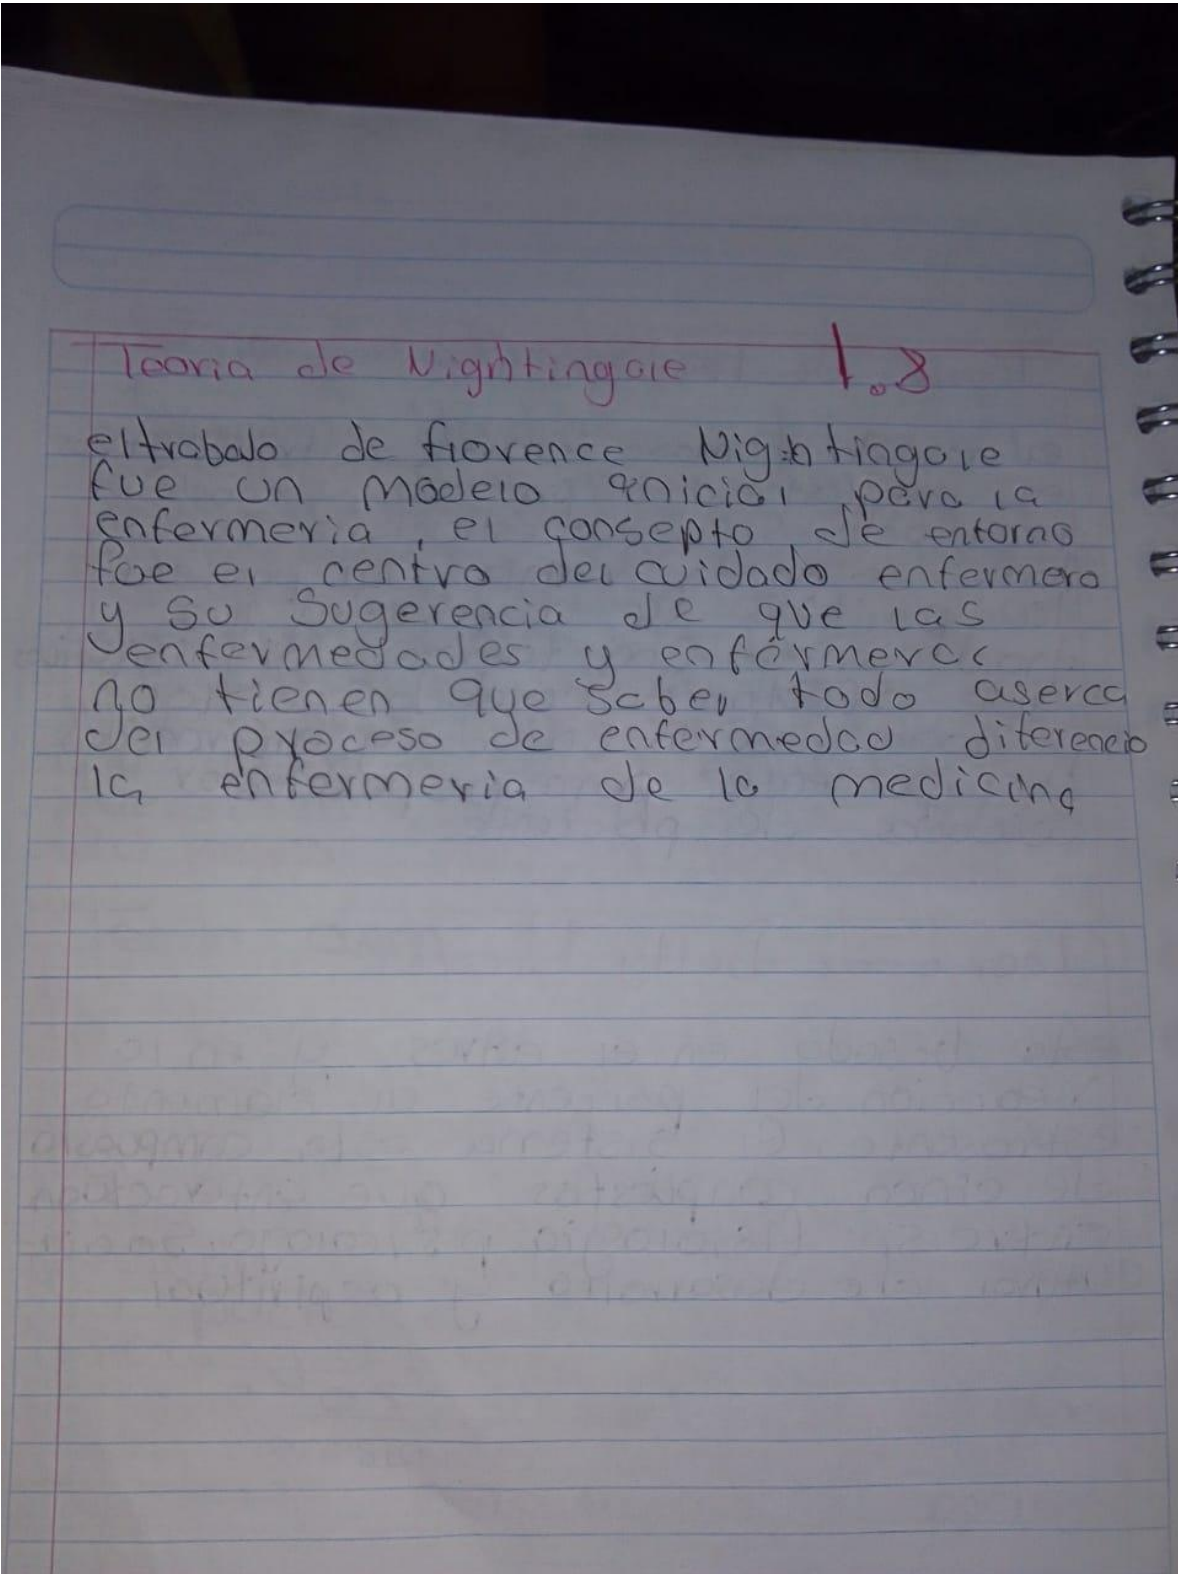 Teoria de Nightingale 1.8
el trabajo de florence Nightingale
fue un modelo inicial para la
enfermeria, el consepto de entorno
fue el centro del cuidado enfermero
y su sugerencia de que las
enfermedades y enfermeras
no tienen que saber todo aserca
del proceso de enfermedad diferencio
la enfermeria de la medicina